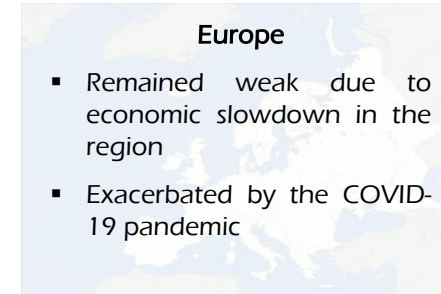 Europe
▪ Remained weak due to
economic slowdown in the
region
▪ Exacerbated by the COVID-
19 pandemic